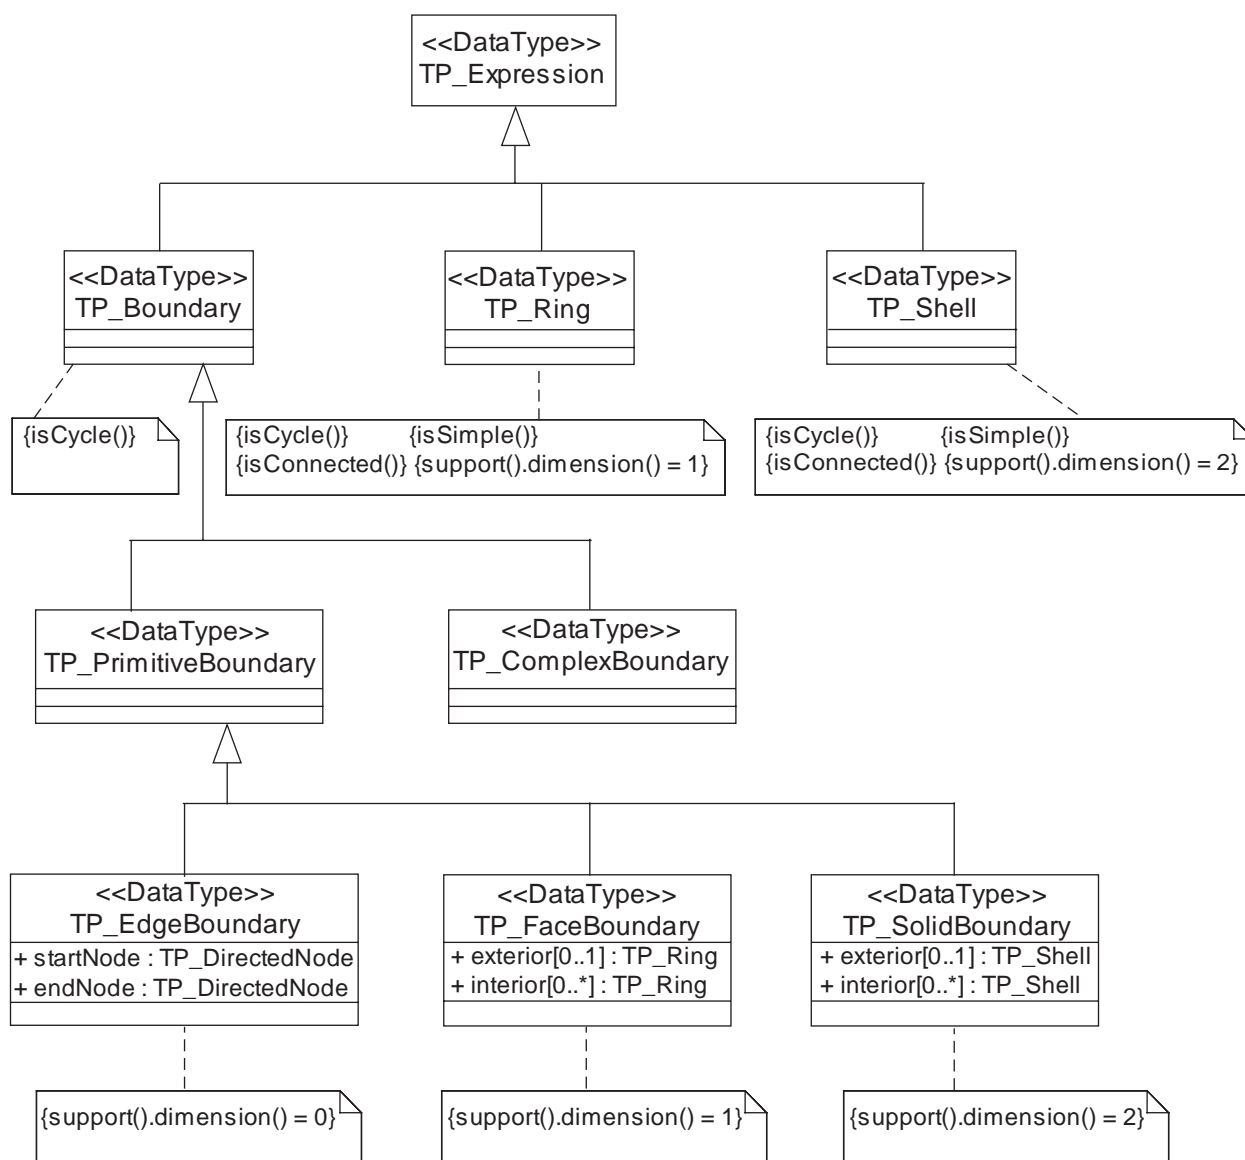 <<DataType>>
TP_Expression
<<DataType>>
TP_Boundary
<<DataType>>
TP_Ring
<<DataType>>
TP_Shell
{isCycle()}
{isCycle()} {isSimple()}
{isConnected()} {support().dimension() = 1}
{isCycle()} {isSimple()}
{isConnected()} {support().dimension() = 2}
<<DataType>>
TP_PrimitiveBoundary
<<DataType>>
TP_ComplexBoundary
<<DataType>>
TP_EdgeBoundary
+ startNode : TP_DirectedNode
+ endNode : TP_DirectedNode
<<DataType>>
TP_FaceBoundary
+ exterior[0..1] : TP_Ring
+ interior[0..*] : TP_Ring
<<DataType>>
TP_SolidBoundary
+ exterior[0..1] : TP_Shell
+ interior[0..*] : TP_Shell
{support().dimension() = 0}
{support().dimension() = 1}
{support().dimension() = 2}